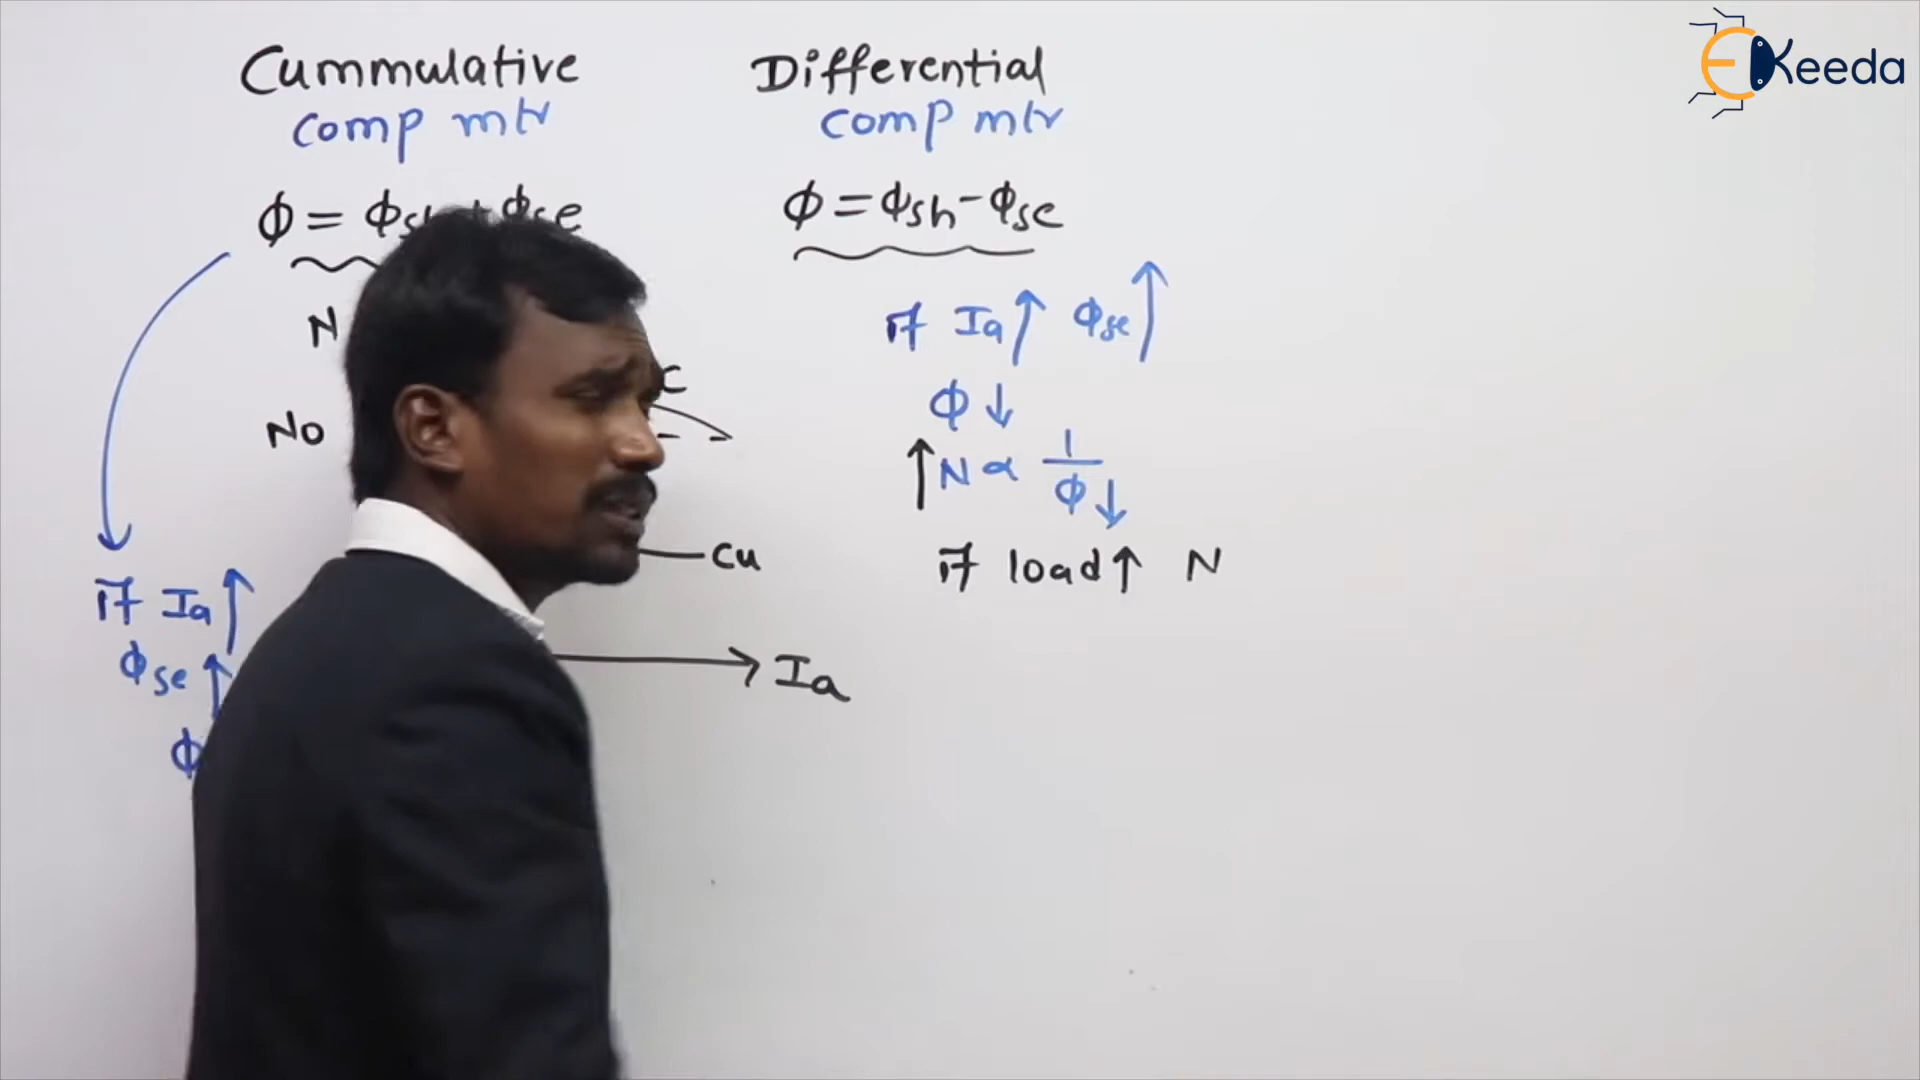 EKeeda
Cummulative
comp mtr
Differential
comp mtr
ϕ = ϕsh + ϕse
ϕ = ϕsh - ϕse
N
No
C
Cu
Ia
if Ia ↑
ϕse ↑
ϕ
if Ia ↑ ϕse ↑
ϕ ↓
↑ N ∝ 1/ϕ ↓
if load ↑ N